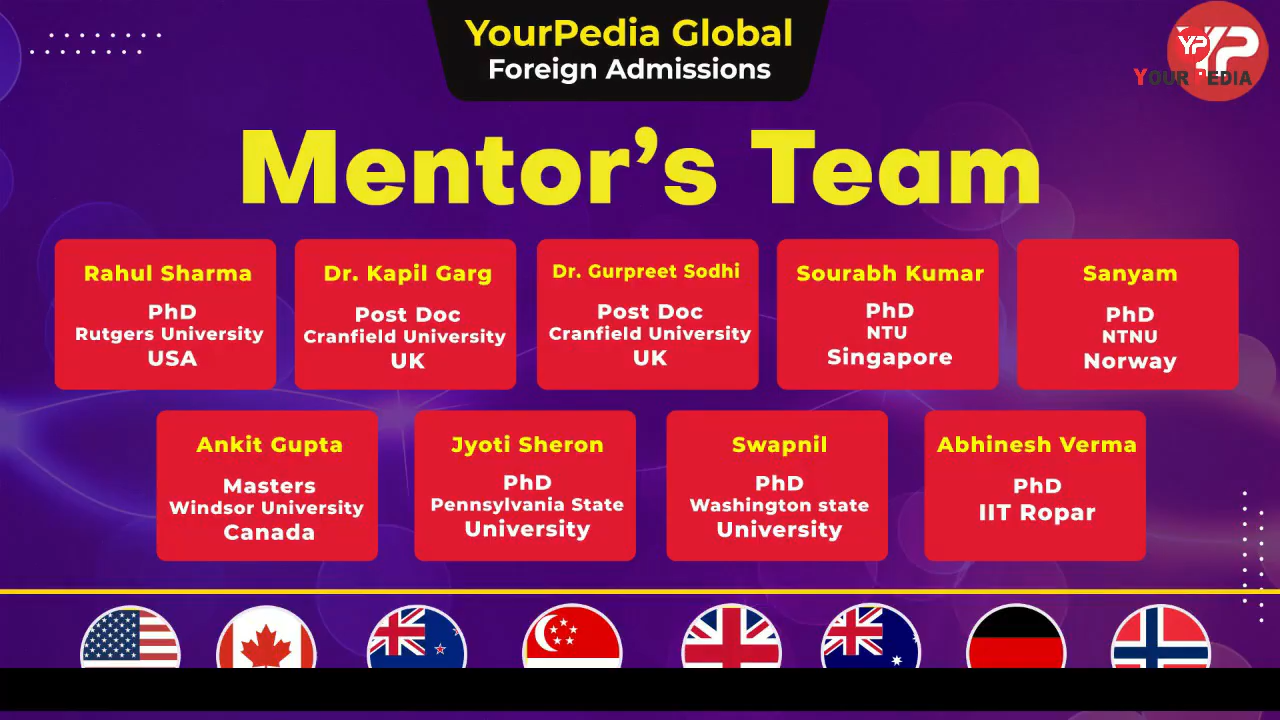 YourPedia Global
Foreign Admissions
YP
YP
YOUR PEDIA
Mentor's Team
Rahul Sharma
PhD
Rutgers University
USA
Dr. Kapil Garg
Post Doc
Cranfield University
UK
Dr. Gurpreet Sodhi
Post Doc
Cranfield University
UK
Sourabh Kumar
PhD
NTU
Singapore
Sanyam
PhD
NTNU
Norway
Ankit Gupta
Masters
Windsor University
Canada
Jyoti Sheron
PhD
Pennsylvania State
University
Swapnil
PhD
Washington state
University
Abhinesh Verma
PhD
IIT Ropar